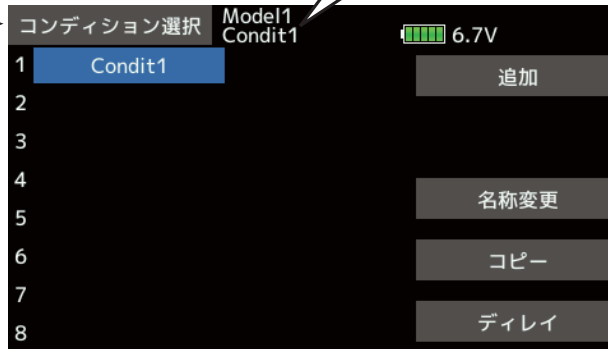 コンディション選択
Model1
Condit1
6.7V
1 Condit1
追加
2
3
4
名称変更
5
6
コピー
7
ディレイ
8